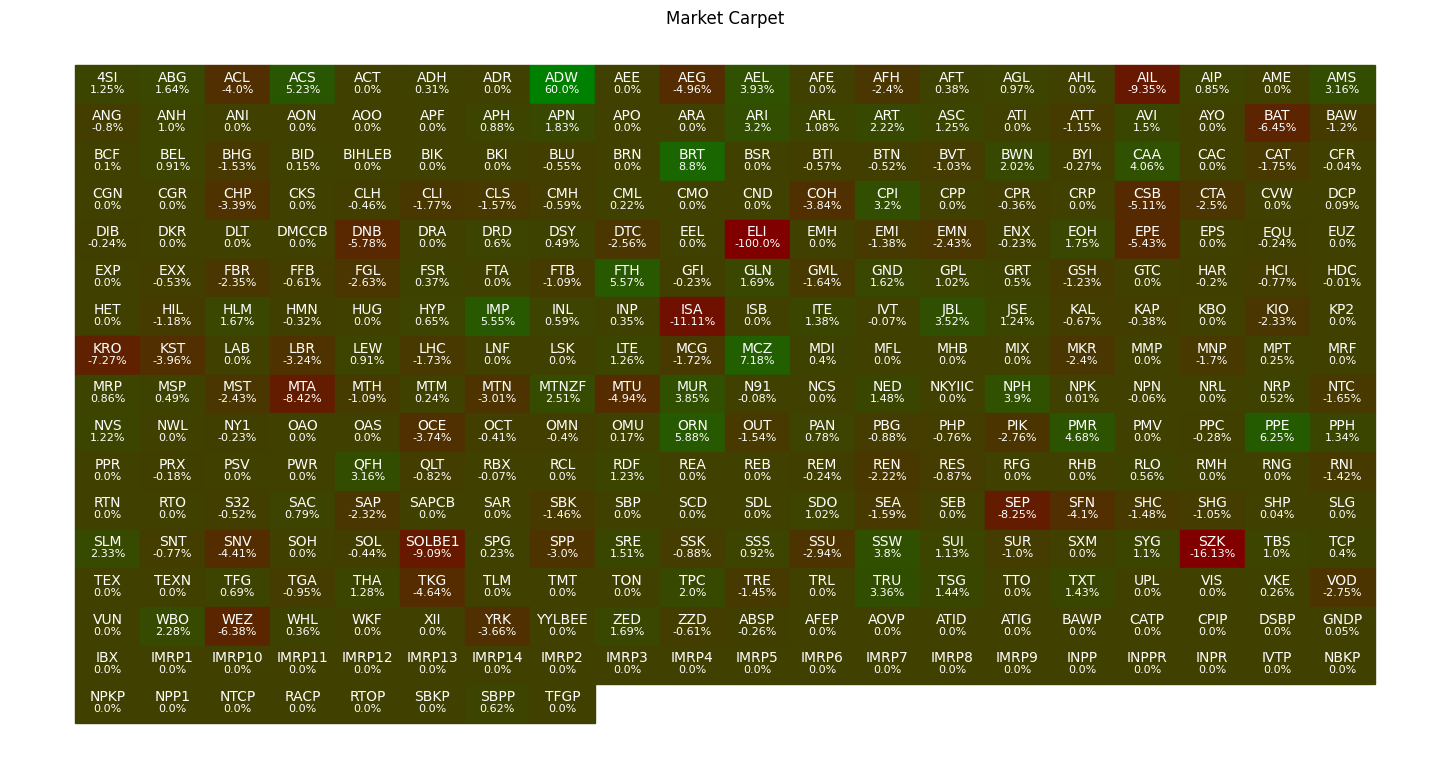 Market Carpet
4SI ABG ACL ACS ACT ADH ADR ADW AEE AEG AEL AFE AFH AFT AGL AHL AIL AIP AME AMS
1.25% 1.64% -4.0% 5.23% 0.0% 0.31% 0.0% 60.0% 0.0% -4.96% 3.93% 0.0% -2.4% 0.38% 0.97% 0.0% -9.35% 0.85% 0.0% 3.16%
ANG ANH ANI AON AOO APF APH APN APO ARA ARI ARL ART ASC ATI ATT AVI AYO BAT BAW
-0.8% 1.0% 0.0% 0.0% 0.0% 0.0% 0.88% 1.83% 0.0% 0.0% 3.2% 1.08% 2.22% 1.25% 0.0% -1.15% 1.5% 0.0% -6.45% -1.2%
BCF BEL BHG BID BIHLEB BIK BKI BLU BRN BRT BSR BTI BTN BVT BWN BYI CAA CAC CAT CFR
0.1% 0.91% -1.53% 0.15% 0.0% 0.0% 0.0% -0.55% 0.0% 8.8% 0.0% -0.57% -0.52% -1.03% 2.02% -0.27% 4.06% 0.0% -1.75% -0.04%
CGN CGR CHP CKS CLH CLI CLS CMH CML CMO CND COH CPI CPP CPR CRP CSB CTA CVW DCP
0.0% 0.0% -3.39% 0.0% -0.46% -1.77% -1.57% -0.59% 0.22% 0.0% 0.0% -3.84% 3.2% 0.0% -0.36% 0.0% -5.11% -2.5% 0.0% 0.09%
DIB DKR DLT DMCCB DNB DRA DRD DSY DTC EEL ELI EMH EMI EMN ENX EOH EPE EPS EQU EUZ
-0.24% 0.0% 0.0% 0.0% -5.78% 0.0% 0.6% 0.49% -2.56% 0.0% -100.0% 0.0% -1.38% -2.43% -0.23% 1.75% -5.43% 0.0% -0.24% 0.0%
EXP EXX FBR FFB FGL FSR FTA FTB FTH GFI GLN GML GND GPL GRT GSH GTC HAR HCI HDC
0.0% -0.53% -2.35% -0.61% -2.63% 0.37% 0.0% -1.09% 5.57% -0.23% 1.69% -1.64% 1.62% 1.02% 0.5% -1.23% 0.0% -0.2% -0.77% -0.01%
HET HIL HLM HMN HUG HYP IMP INL INP ISA ISB ITE IVT JBL JSE KAL KAP KBO KIO KP2
0.0% -1.18% 1.67% -0.32% 0.0% 0.65% 5.55% 0.59% 0.35% -11.11% 0.0% 1.38% -0.07% 3.52% 1.24% -0.67% -0.38% 0.0% -2.33% 0.0%
KRO KST LAB LBR LEW LHC LNF LSK LTE MCG MCZ MDI MFL MHB MIX MKR MMP MNP MPT MRF
-7.27% -3.96% 0.0% -3.24% 0.91% -1.73% 0.0% 0.0% 1.26% -1.72% 7.18% 0.4% 0.0% 0.0% 0.0% -2.4% 0.0% -1.7% 0.25% 0.0%
MRP MSP MST MTA MTH MTM MTN MTNZF MTU MUR N91 NCS NED NKYIIC NPH NPK NPN NRL NRP NTC
0.86% 0.49% -2.43% -8.42% -1.09% 0.24% -3.01% 2.51% -4.94% 3.85% -0.08% 0.0% 1.48% 0.0% 3.9% 0.01% -0.06% 0.0% 0.52% -1.65%
NVS NWL NY1 OAO OAS OCE OCT OMN OMU ORN OUT PAN PBG PHP PIK PMR PMV PPC PPE PPH
1.22% 0.0% -0.23% 0.0% 0.0% -3.74% -0.41% -0.4% 0.17% 5.88% -1.54% 0.78% -0.88% -0.76% -2.76% 4.68% 0.0% -0.28% 6.25% 1.34%
PPR PRX PSV PWR QFH QLT RBX RCL RDF REA REB REM REN RES RFG RHB RLO RMH RNG RNI
0.0% -0.18% 0.0% 0.0% 3.16% -0.82% -0.07% 0.0% 1.23% 0.0% 0.0% -0.24% -2.22% -0.87% 0.0% 0.0% 0.56% 0.0% 0.0% -1.42%
RTN RTO S32 SAC SAP SAPCB SAR SBK SBP SCD SDL SDO SEA SEB SEP SFN SHC SHG SHP SLG
0.0% 0.0% -0.52% 0.79% -2.32% 0.0% 0.0% -1.46% 0.0% 0.0% 0.0% 1.02% -1.59% 0.0% -8.25% -4.1% -1.48% -1.05% 0.04% 0.0%
SLM SNT SNV SOH SOL SOLBE1 SPG SPP SRE SSK SSS SSU SSW SUI SUR SXM SYG SZK TBS TCP
2.33% -0.77% -4.41% 0.0% -0.44% -9.09% 0.23% -3.0% 1.51% -0.88% 0.92% -2.94% 3.8% 1.13% -1.0% 0.0% 1.1% -16.13% 1.0% 0.4%
TEX TEXN TFG TGA THA TKG TLM TMT TON TPC TRE TRL TRU TSG TTO TXT UPL VIS VKE VOD
0.0% 0.0% 0.69% -0.95% 1.28% -4.64% 0.0% 0.0% 0.0% 2.0% -1.45% 0.0% 3.36% 1.44% 0.0% 1.43% 0.0% 0.0% 0.26% -2.75%
VUN WBO WEZ WHL WKF XII YRK YYLBEE ZED ZZD ABSP AFEP AOVP ATID ATIG BAWP CATP CPIP DSBP GNDP
0.0% 2.28% -6.38% 0.36% 0.0% 0.0% -3.66% 0.0% 1.69% -0.61% -0.26% 0.0% 0.0% 0.0% 0.0% 0.0% 0.0% 0.0% 0.0% 0.05%
IBX IMRP1 IMRP10 IMRP11 IMRP12 IMRP13 IMRP14 IMRP2 IMRP3 IMRP4 IMRP5 IMRP6 IMRP7 IMRP8 IMRP9 INPP INPPR INPR IVTP NBKP
0.0% 0.0% 0.0% 0.0% 0.0% 0.0% 0.0% 0.0% 0.0% 0.0% 0.0% 0.0% 0.0% 0.0% 0.0% 0.0% 0.0% 0.0% 0.0% 0.0%
NPKP NPP1 NTCP RACP RTOP SBKP SBPP TFGP
0.0% 0.0% 0.0% 0.0% 0.0% 0.0% 0.62% 0.0%